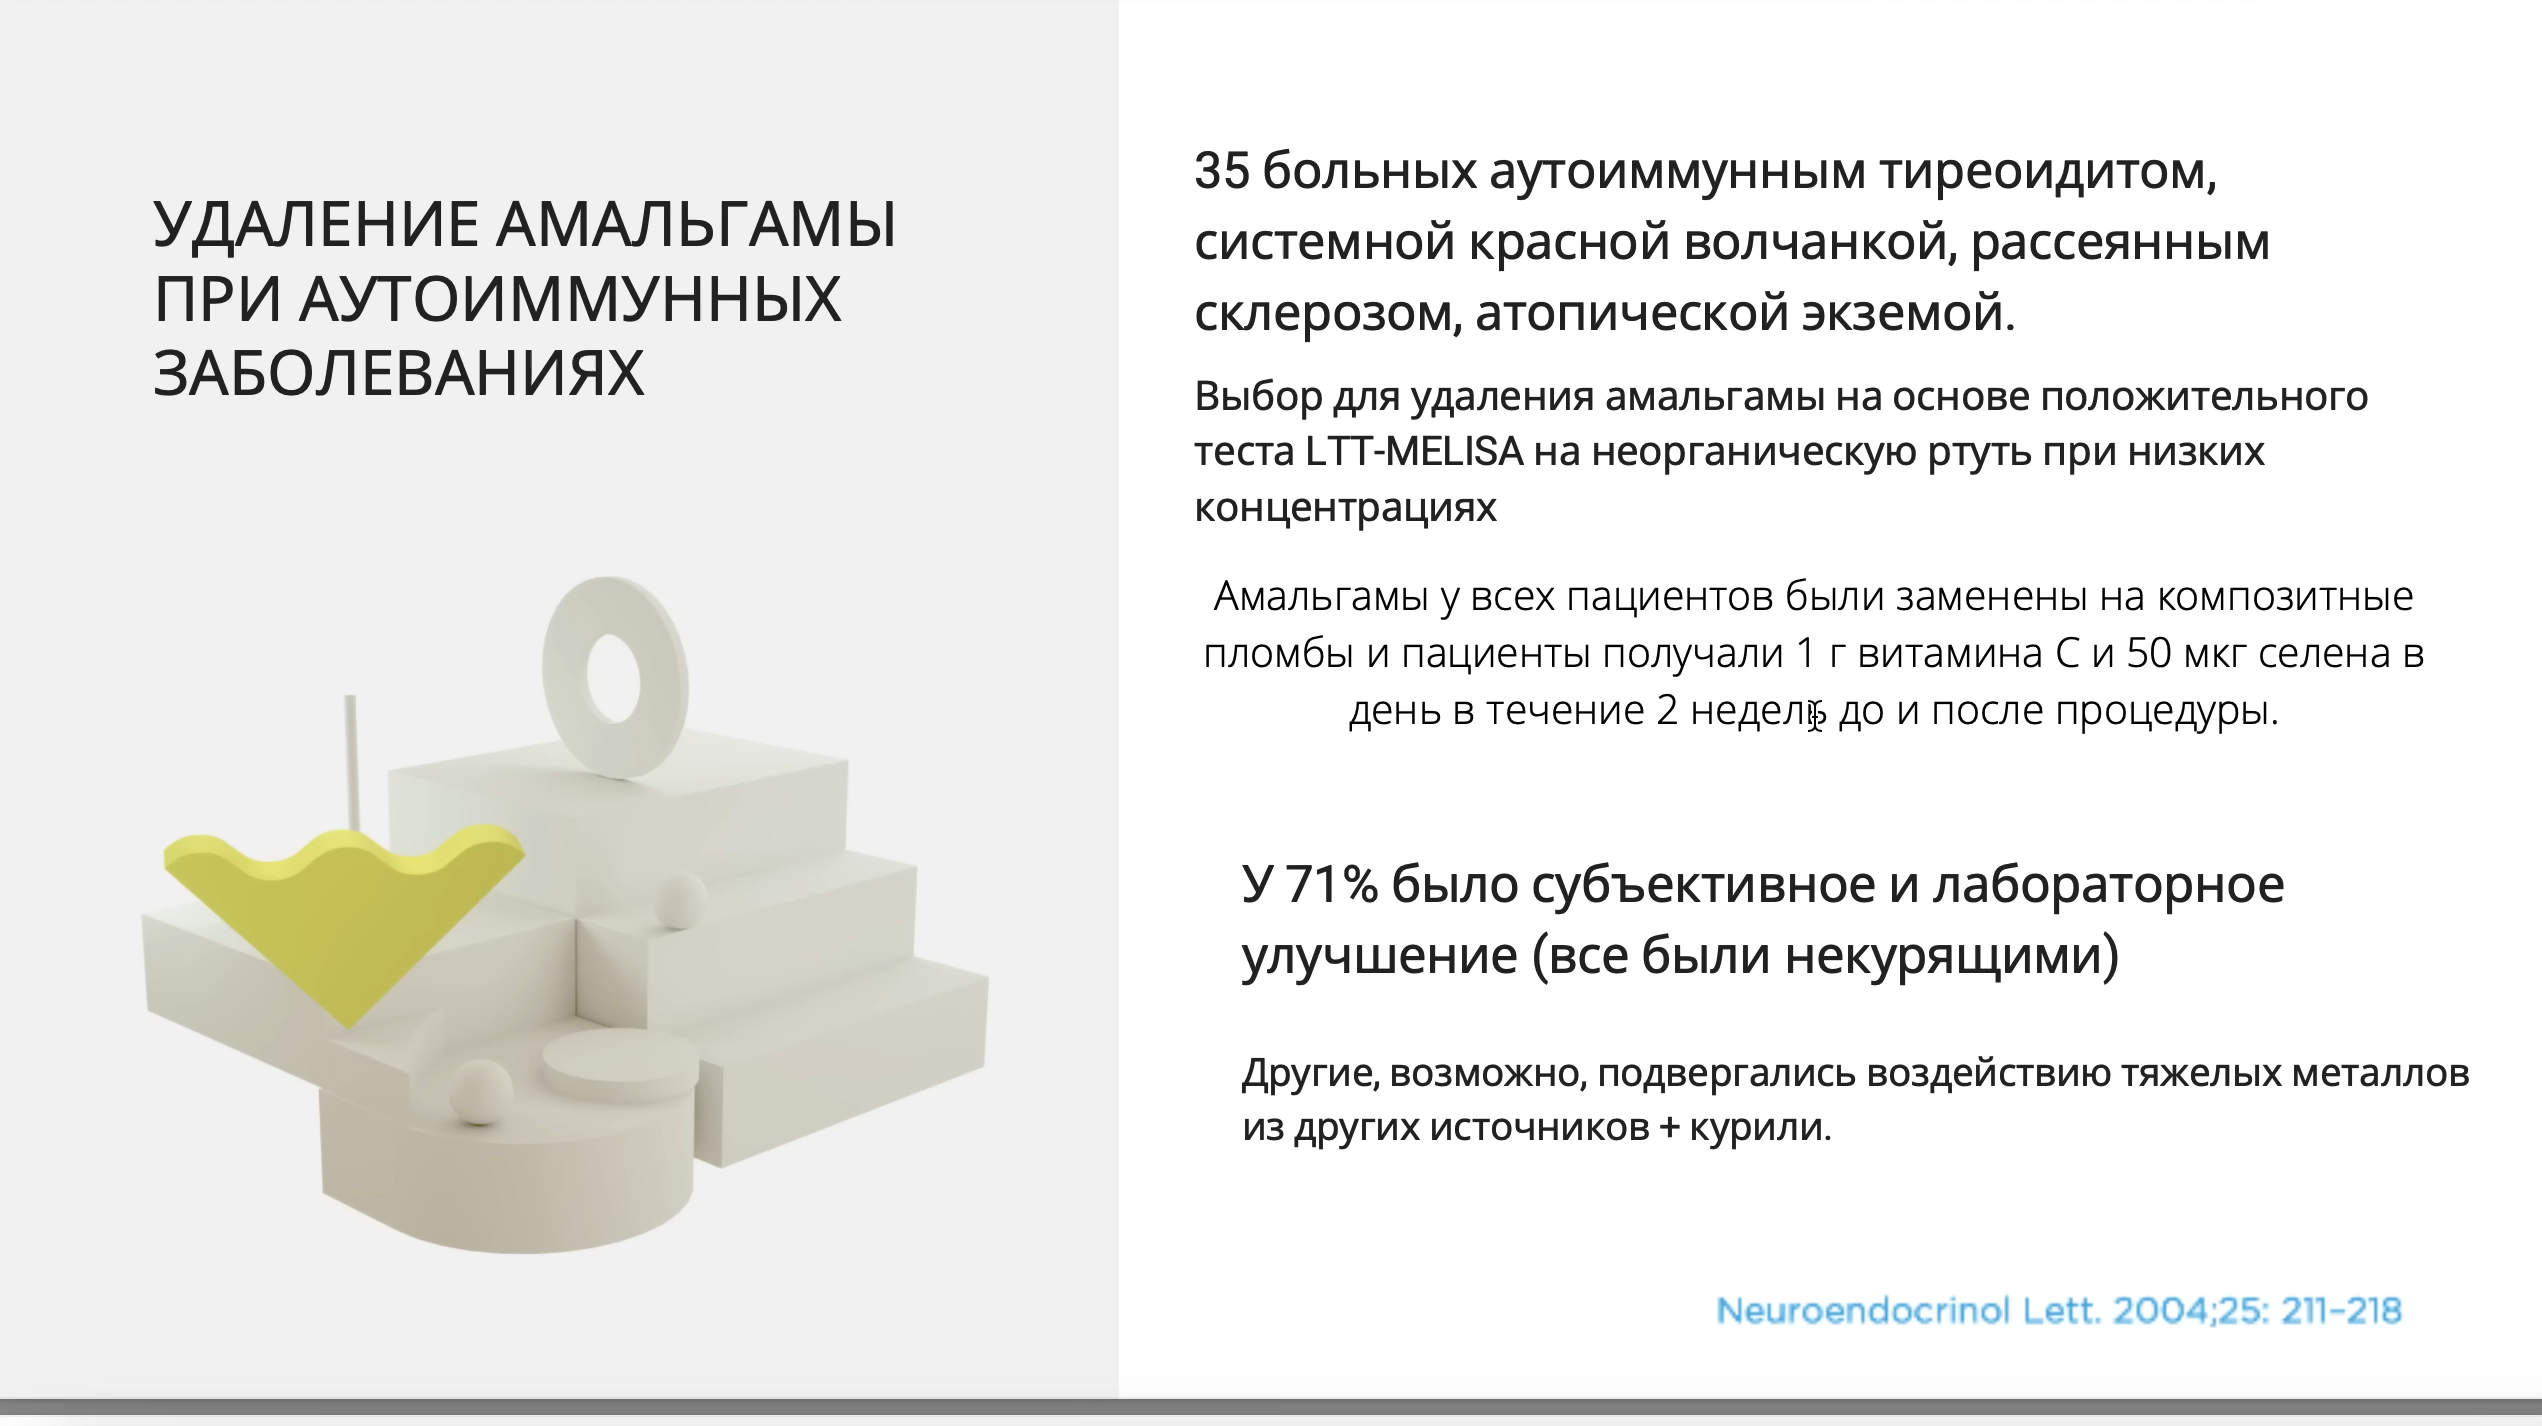 УДАЛЕНИЕ АМАЛЬГАМЫ
ПРИ АУТОИММУННЫХ
ЗАБОЛЕВАНИЯХ
35 больных аутоиммунным тиреоидитом,
системной красной волчанкой, рассеянным
склерозом, атопической экземой.
Выбор для удаления амальгамы на основе положительного
теста LTT-MELISA на неорганическую ртуть при низких
концентрациях
Амальгамы у всех пациентов были заменены на композитные
пломбы и пациенты получали 1 г витамина С и 50 мкг селена в
день в течение 2 недель до и после процедуры.
У 71% было субъективное и лабораторное
улучшение (все были некурящими)
Другие, возможно, подвергались воздействию тяжелых металлов
из других источников + курили.
Neuroendocrinol Lett. 2004;25: 211–218